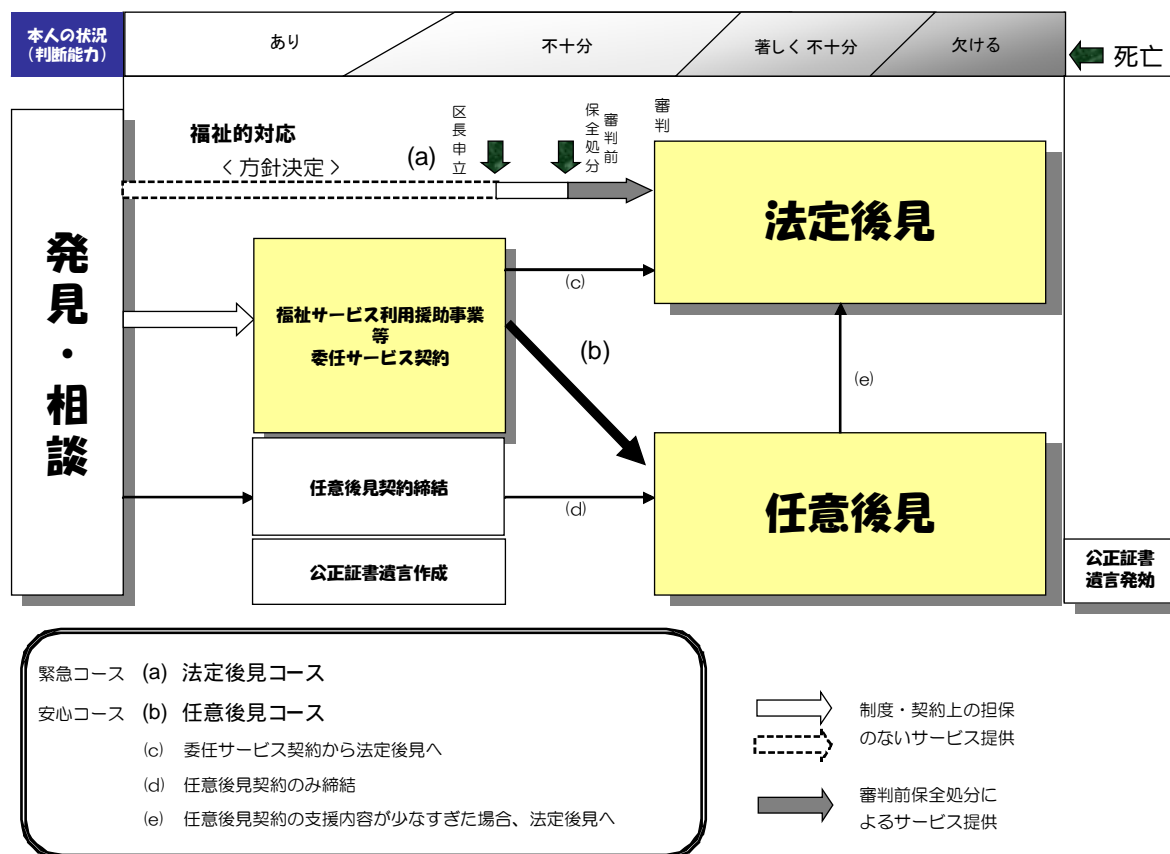 本人の状況
(判断能力)
あり
不十分
著しく 不十分
欠ける
死亡
発見・相談
福祉的対応
＜ 方針決定 ＞
(a)
区長申立
保全処分
審判前
審判
法定後見
福祉サービス利用援助事業
等
委任サービス契約
(c)
(b)
(e)
任意後見契約締結
(d)
任意後見
公正証書遺言作成
公正証書
遺言発効
緊急コース (a) 法定後見コース
安心コース (b) 任意後見コース
(c) 委任サービス契約から法定後見へ
(d) 任意後見契約のみ締結
(e) 任意後見契約の支援内容が少なすぎた場合、法定後見へ
制度・契約上の担保
のないサービス提供
審判前保全処分に
よるサービス提供